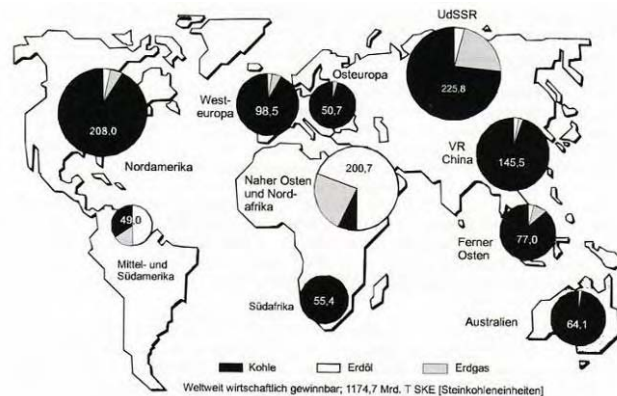 UdSSR
225,8
Osteuropa
50,7
West-
europa
98,5
208,0
Nordamerika
VR
China
145,5
200,7
Naher Osten
und Nord-
afrika
49,0
Mittel- und
Südamerika
77,0
Ferner
Osten
Südafrika
55,4
Australien
64,1
Kohle Erdöl Erdgas
Weltweit wirtschaftlich gewinnbar; 1174,7 Mrd. T SKE [Steinkohleneinheiten]